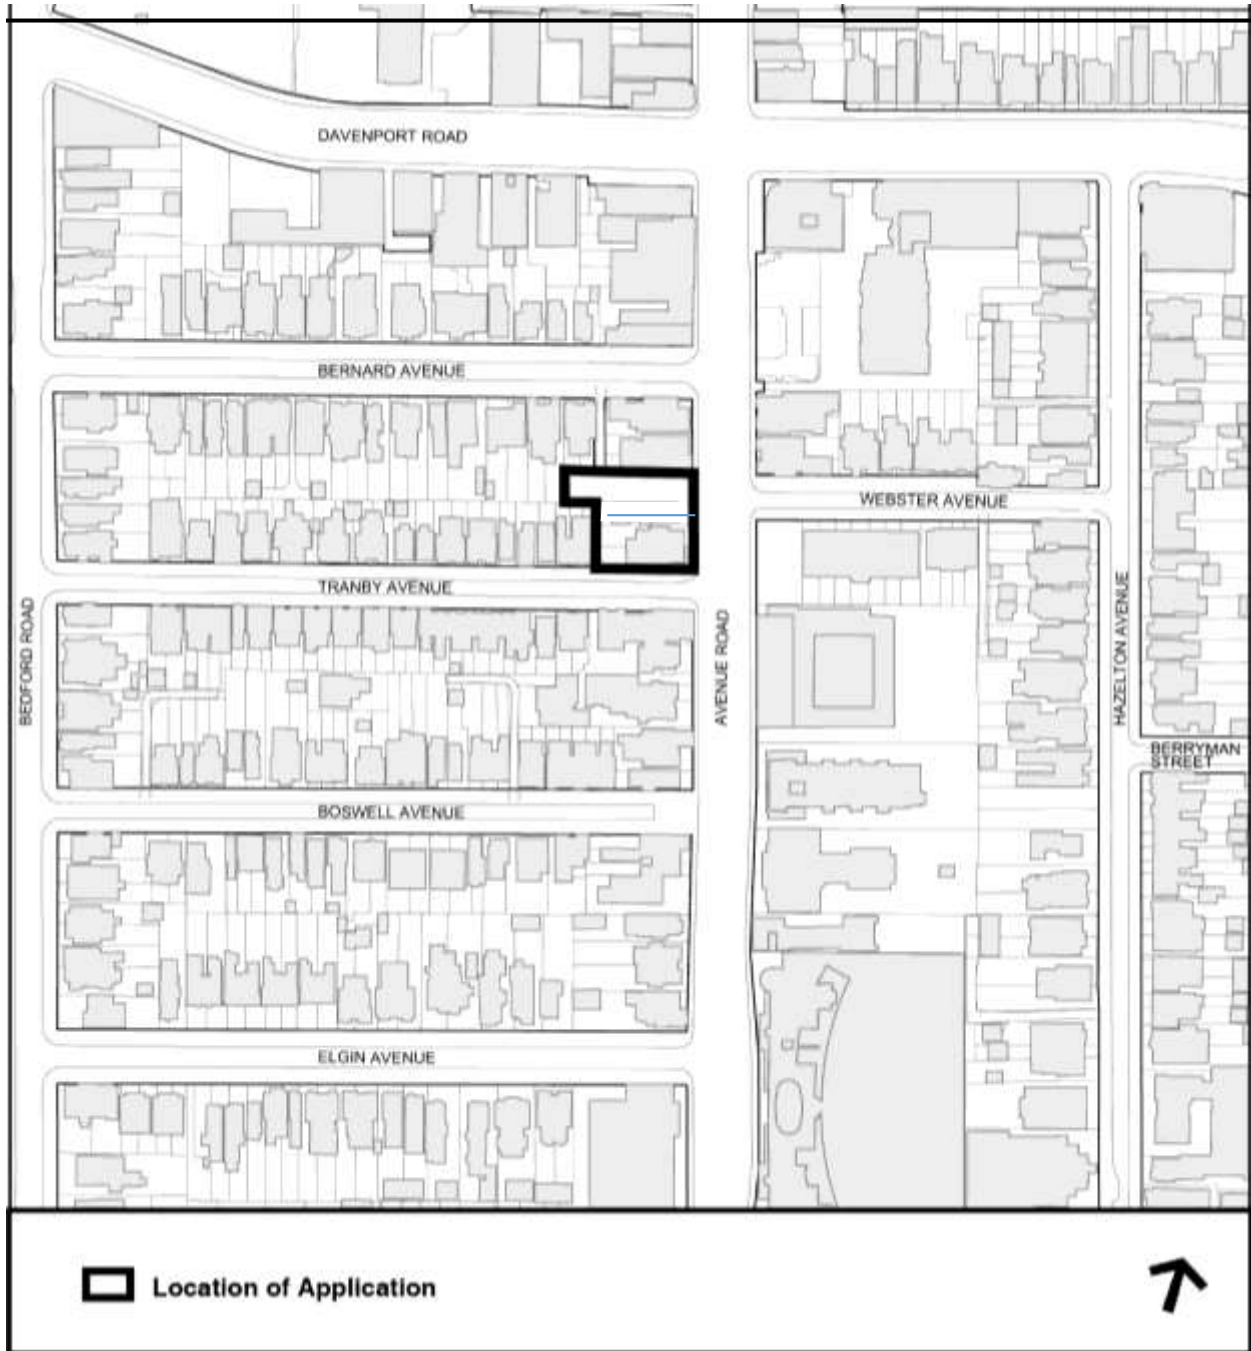 DAVENPORT ROAD
BERNARD AVENUE
WEBSTER AVENUE
TRANBY AVENUE
BEDFORD ROAD
AVENUE ROAD
HAZELTON AVENUE
BERRYMAN
STREET
BOSWELL AVENUE
ELGIN AVENUE
Location of Application